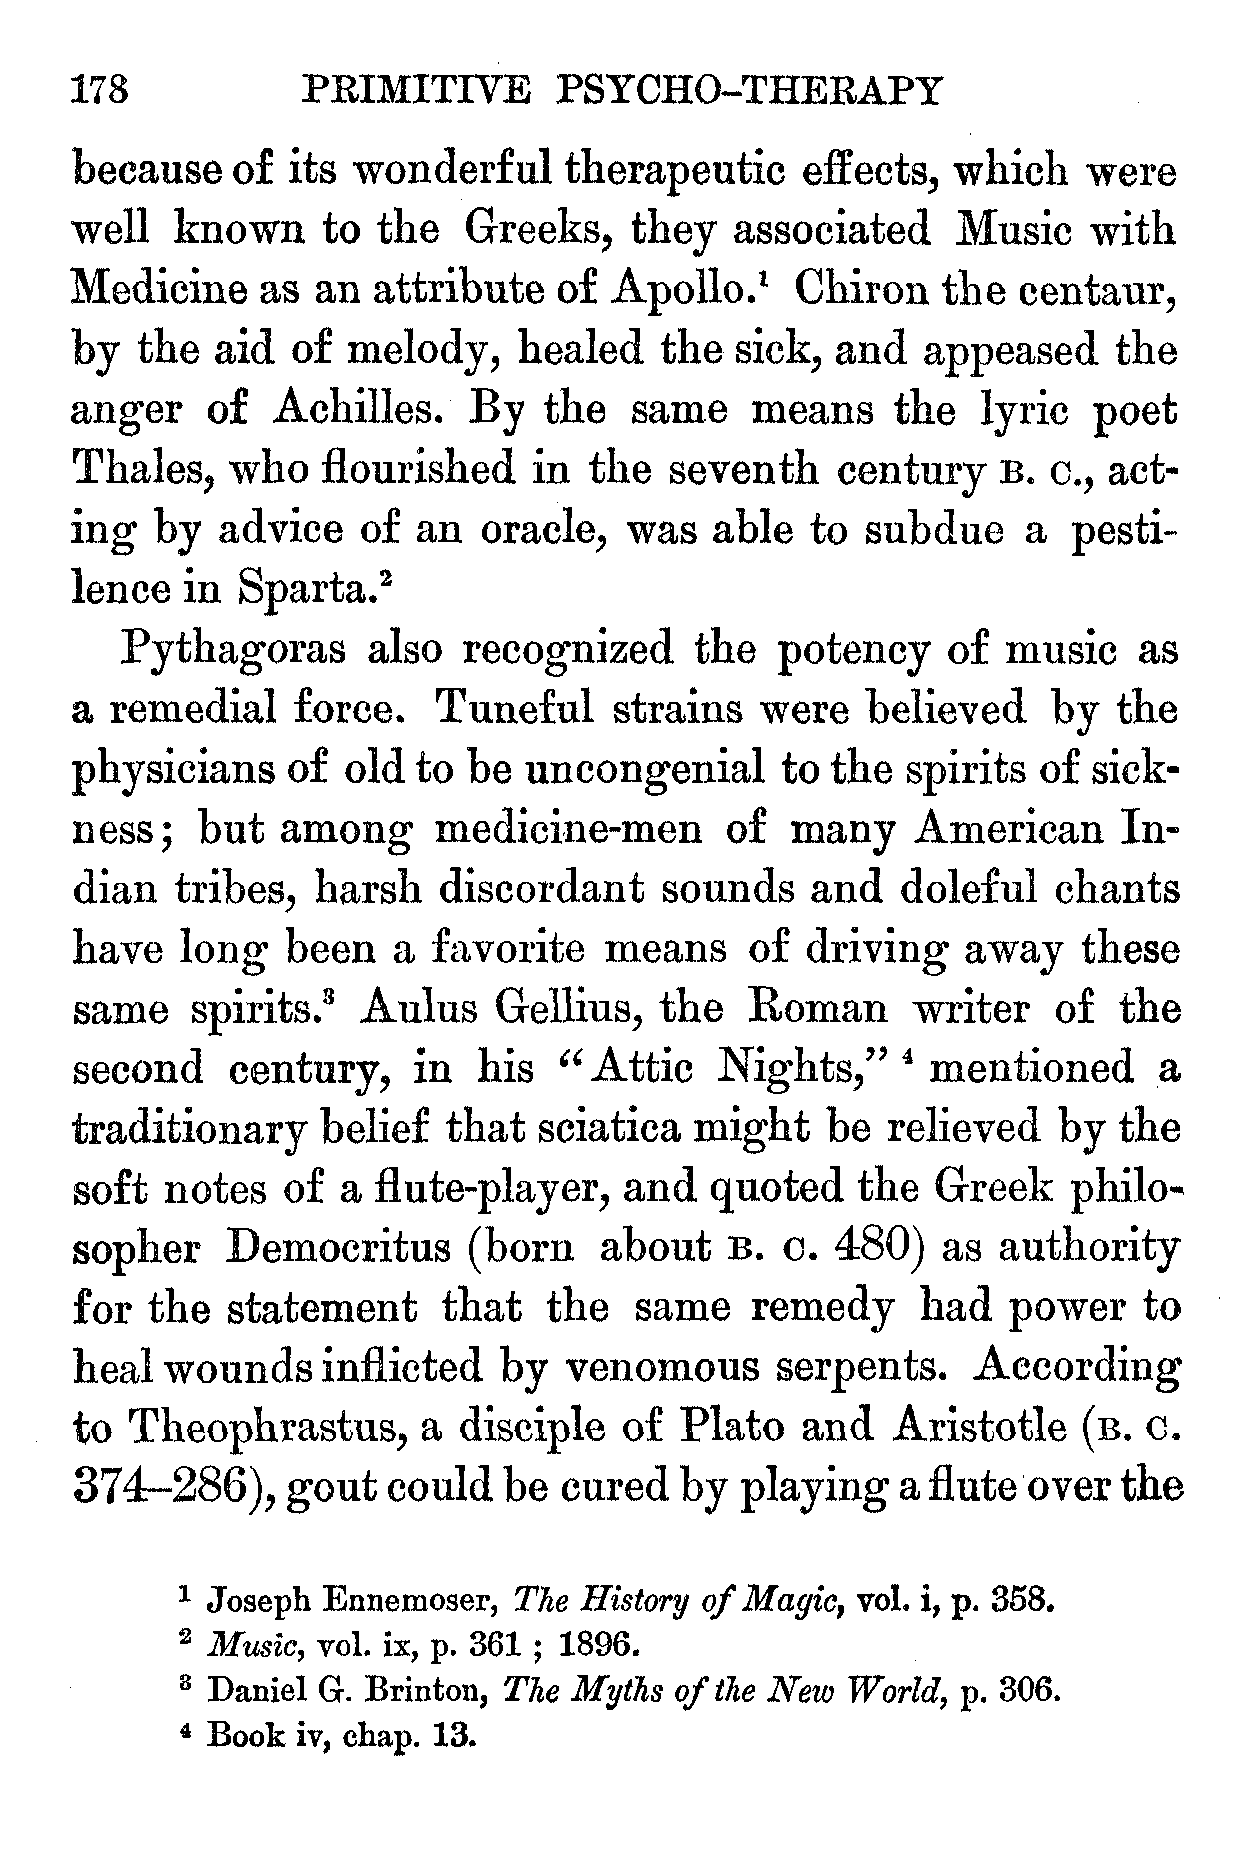 178 PRIMITIVE PSYCHO-THERAPY
because of its wonderful therapeutic effects, which were
well known to the Greeks, they associated Music with
Medicine as an attribute of Apollo.¹ Chiron the centaur,
by the aid of melody, healed the sick, and appeased the
anger of Achilles. By the same means the lyric poet
Thales, who flourished in the seventh century B. C., act-
ing by advice of an oracle, was able to subdue a pesti-
lence in Sparta.²
Pythagoras also recognized the potency of music as
a remedial force. Tuneful strains were believed by the
physicians of old to be uncongenial to the spirits of sick-
ness; but among medicine-men of many American In-
dian tribes, harsh discordant sounds and doleful chants
have long been a favorite means of driving away these
same spirits.³ Aulus Gellius, the Roman writer of the
second century, in his “Attic Nights,” ⁴ mentioned a
traditionary belief that sciatica might be relieved by the
soft notes of a flute-player, and quoted the Greek philo-
sopher Democritus (born about B. C. 480) as authority
for the statement that the same remedy had power to
heal wounds inflicted by venomous serpents. According
to Theophrastus, a disciple of Plato and Aristotle (B. C.
374–286), gout could be cured by playing a flute over the
¹ Joseph Ennemoser, The History of Magic, vol. i, p. 358.
² Music, vol. ix, p. 361 ; 1896.
³ Daniel G. Brinton, The Myths of the New World, p. 306.
⁴ Book iv, chap. 13.